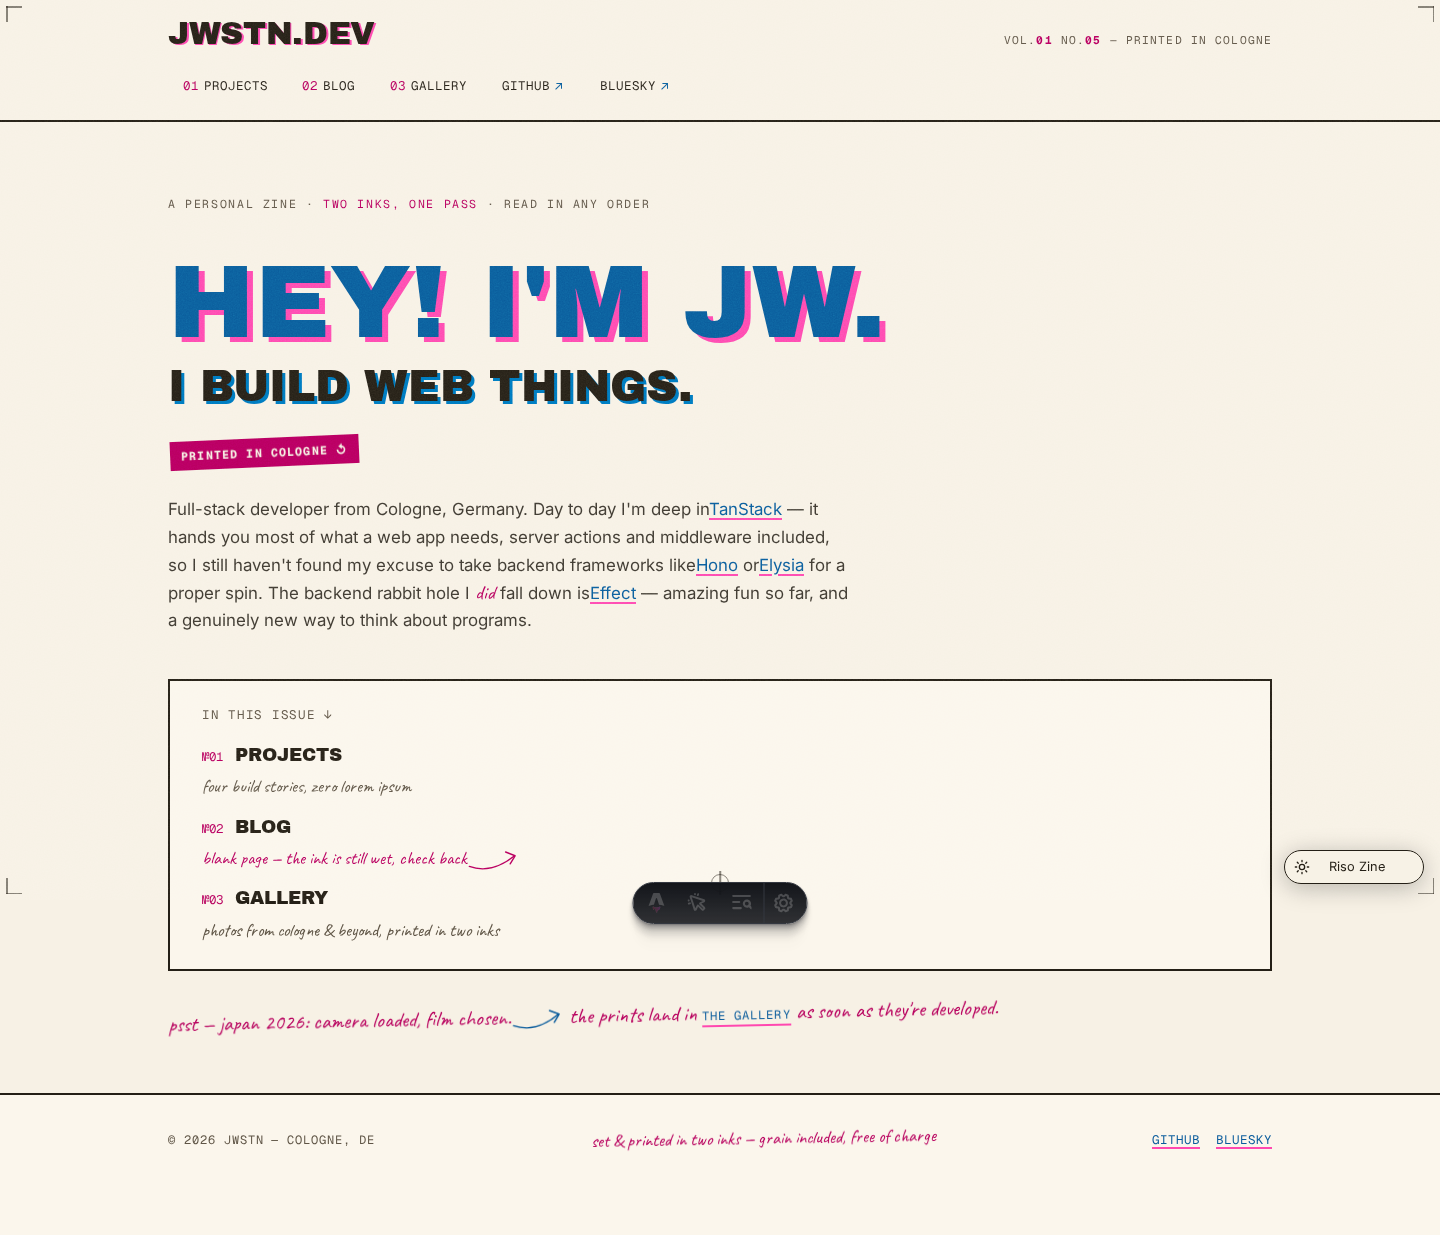 JWSTN.DEV
VOL.01 NO.05 — PRINTED IN COLOGNE
01 PROJECTS 02 BLOG 03 GALLERY GITHUB ↗ BLUESKY ↗
A PERSONAL ZINE · TWO INKS, ONE PASS · READ IN ANY ORDER
HEY! I'M JW.
I BUILD WEB THINGS.
PRINTED IN COLOGNE ↺
Full-stack developer from Cologne, Germany. Day to day I'm deep inTanStack — it
hands you most of what a web app needs, server actions and middleware included,
so I still haven't found my excuse to take backend frameworks likeHono orElysia for a
proper spin. The backend rabbit hole I did fall down isEffect — amazing fun so far, and
a genuinely new way to think about programs.
IN THIS ISSUE ↓
№01 PROJECTS
four build stories, zero lorem ipsum
№02 BLOG
blank page — the ink is still wet, check back
№03 GALLERY
photos from cologne & beyond, printed in two inks
Riso Zine
psst — japan 2026: camera loaded, film chosen. the prints land in THE GALLERY as soon as they're developed.
© 2026 JWSTN — COLOGNE, DE
set & printed in two inks — grain included, free of charge
GITHUB BLUESKY